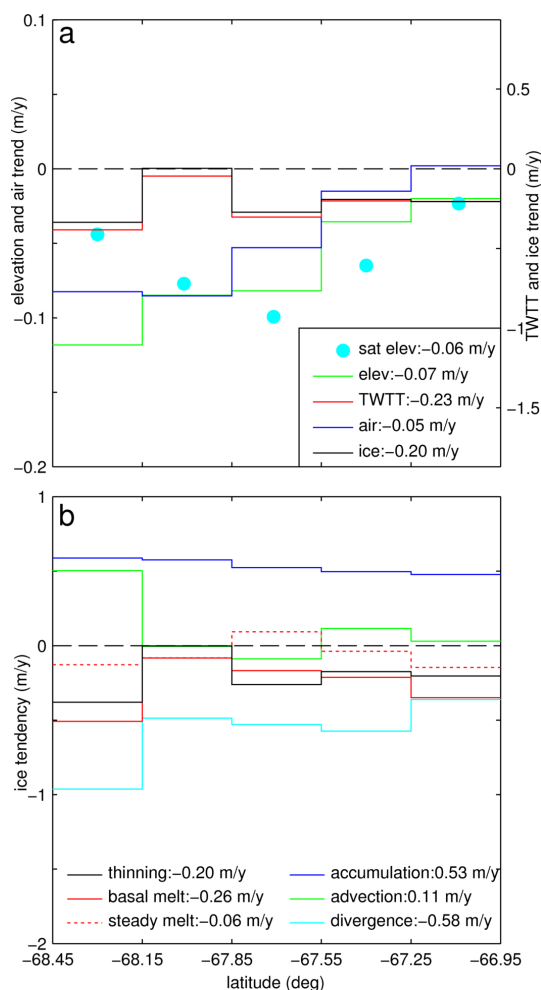 a
0.1
0
−0.1
−0.2
elevation and air trend (m/y)
0.5
0
−1
−1.5
TWTT and ice trend (m/y)
sat elev:−0.06 m/y
elev:−0.07 m/y
TWTT:−0.23 m/y
air:−0.05 m/y
ice:−0.20 m/y
b
1
0
−1
−2
ice tendency (m/y)
thinning:−0.20 m/y
basal melt:−0.26 m/y
steady melt:−0.06 m/y
accumulation:0.53 m/y
advection:0.11 m/y
divergence:−0.58 m/y
−68.45 −68.15 −67.85 −67.55 −67.25 −66.95
latitude (deg)